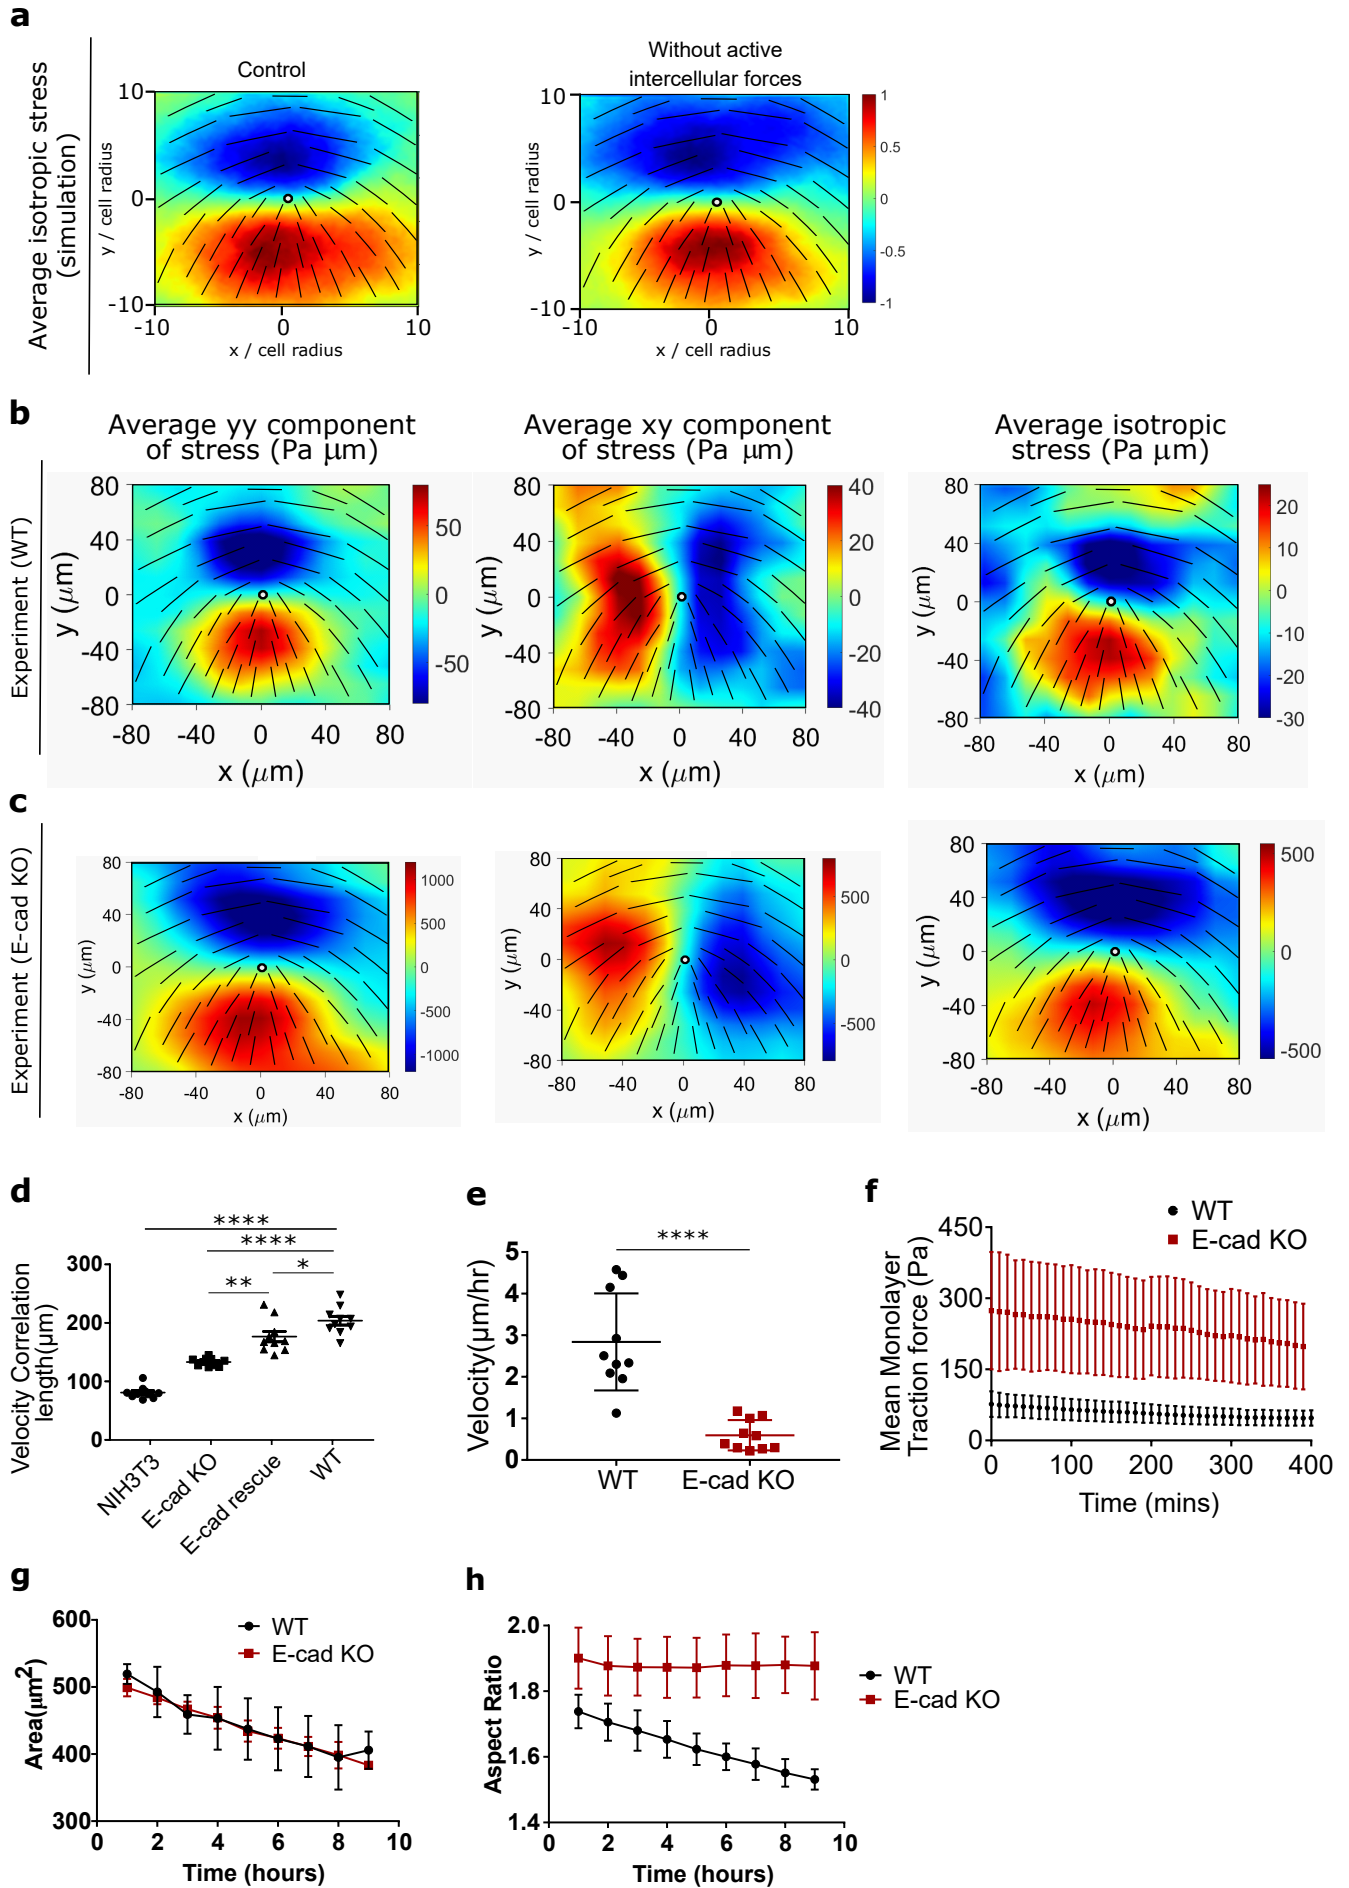 a
Average isotropic stress
(simulation)
Control
10
0
-10
y / cell radius
-10
0
10
x / cell radius
Without active
intercellular forces
10
0
-10
y / cell radius
-10
0
10
x / cell radius
1
0.5
0
-0.5
-1
b
Experiment (WT)
Average yy component
of stress (Pa μm)
80
40
0
-40
-80
y (μm)
-80
-40
0
40
80
x (μm)
50
0
-50
Average xy component
of stress (Pa μm)
80
40
0
-40
-80
y (μm)
-80
-40
0
40
80
x (μm)
40
20
0
-20
-40
Average isotropic
stress (Pa μm)
80
40
0
-40
-80
y (μm)
-80
-40
0
40
80
x (μm)
20
10
0
-10
-20
-30
c
Experiment (E-cad KO)
80
40
0
-40
-80
y (μm)
-80
-40
0
40
80
x (μm)
1000
500
0
-500
-1000
80
40
0
-40
-80
y (μm)
-80
-40
0
40
80
x (μm)
500
0
-500
80
40
0
-40
-80
y (μm)
-80
-40
0
40
80
x (μm)
500
0
-500
d
Velocity Correlation
length(μm)
300
200
100
0
****
****
**
*
NIH3T3
E-cad KO
E-cad rescue
WT
e
Velocity(μm/hr)
5
4
3
2
1
0
****
WT
E-cad KO
f
Mean Monolayer
Traction force (Pa)
450
300
150
0
WT
E-cad KO
0
100
200
300
400
Time (mins)
g
Area(μm²)
600
500
400
300
WT
E-cad KO
0
2
4
6
8
10
Time (hours)
h
Aspect Ratio
2.0
1.8
1.6
1.4
WT
E-cad KO
0
2
4
6
8
10
Time (hours)